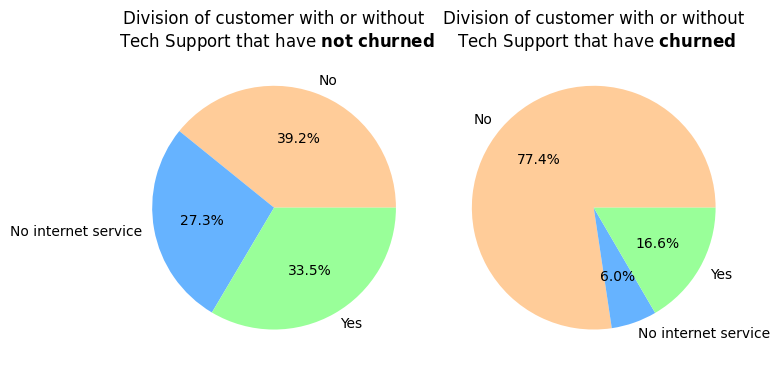 Division of customer with or without
Tech Support that have not churned
No
39.2%
27.3%
No internet service
33.5%
Yes
Division of customer with or without
Tech Support that have churned
No
77.4%
16.6%
6.0%
Yes
No internet service